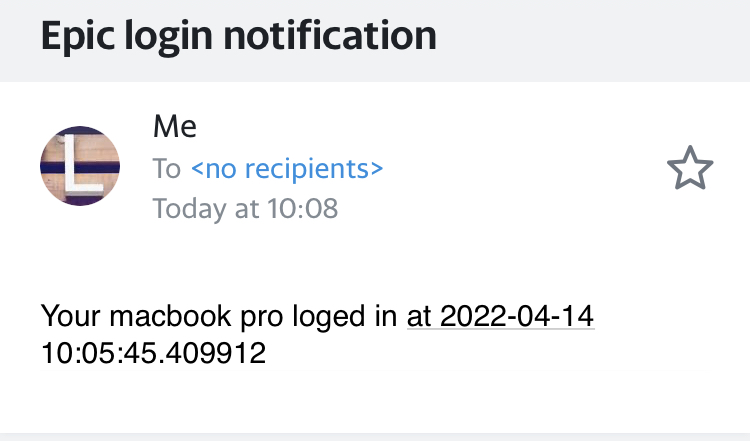 Epic login notification
Me
To <no recipients>
Today at 10:08
Your macbook pro loged in at 2022-04-14
10:05:45.409912